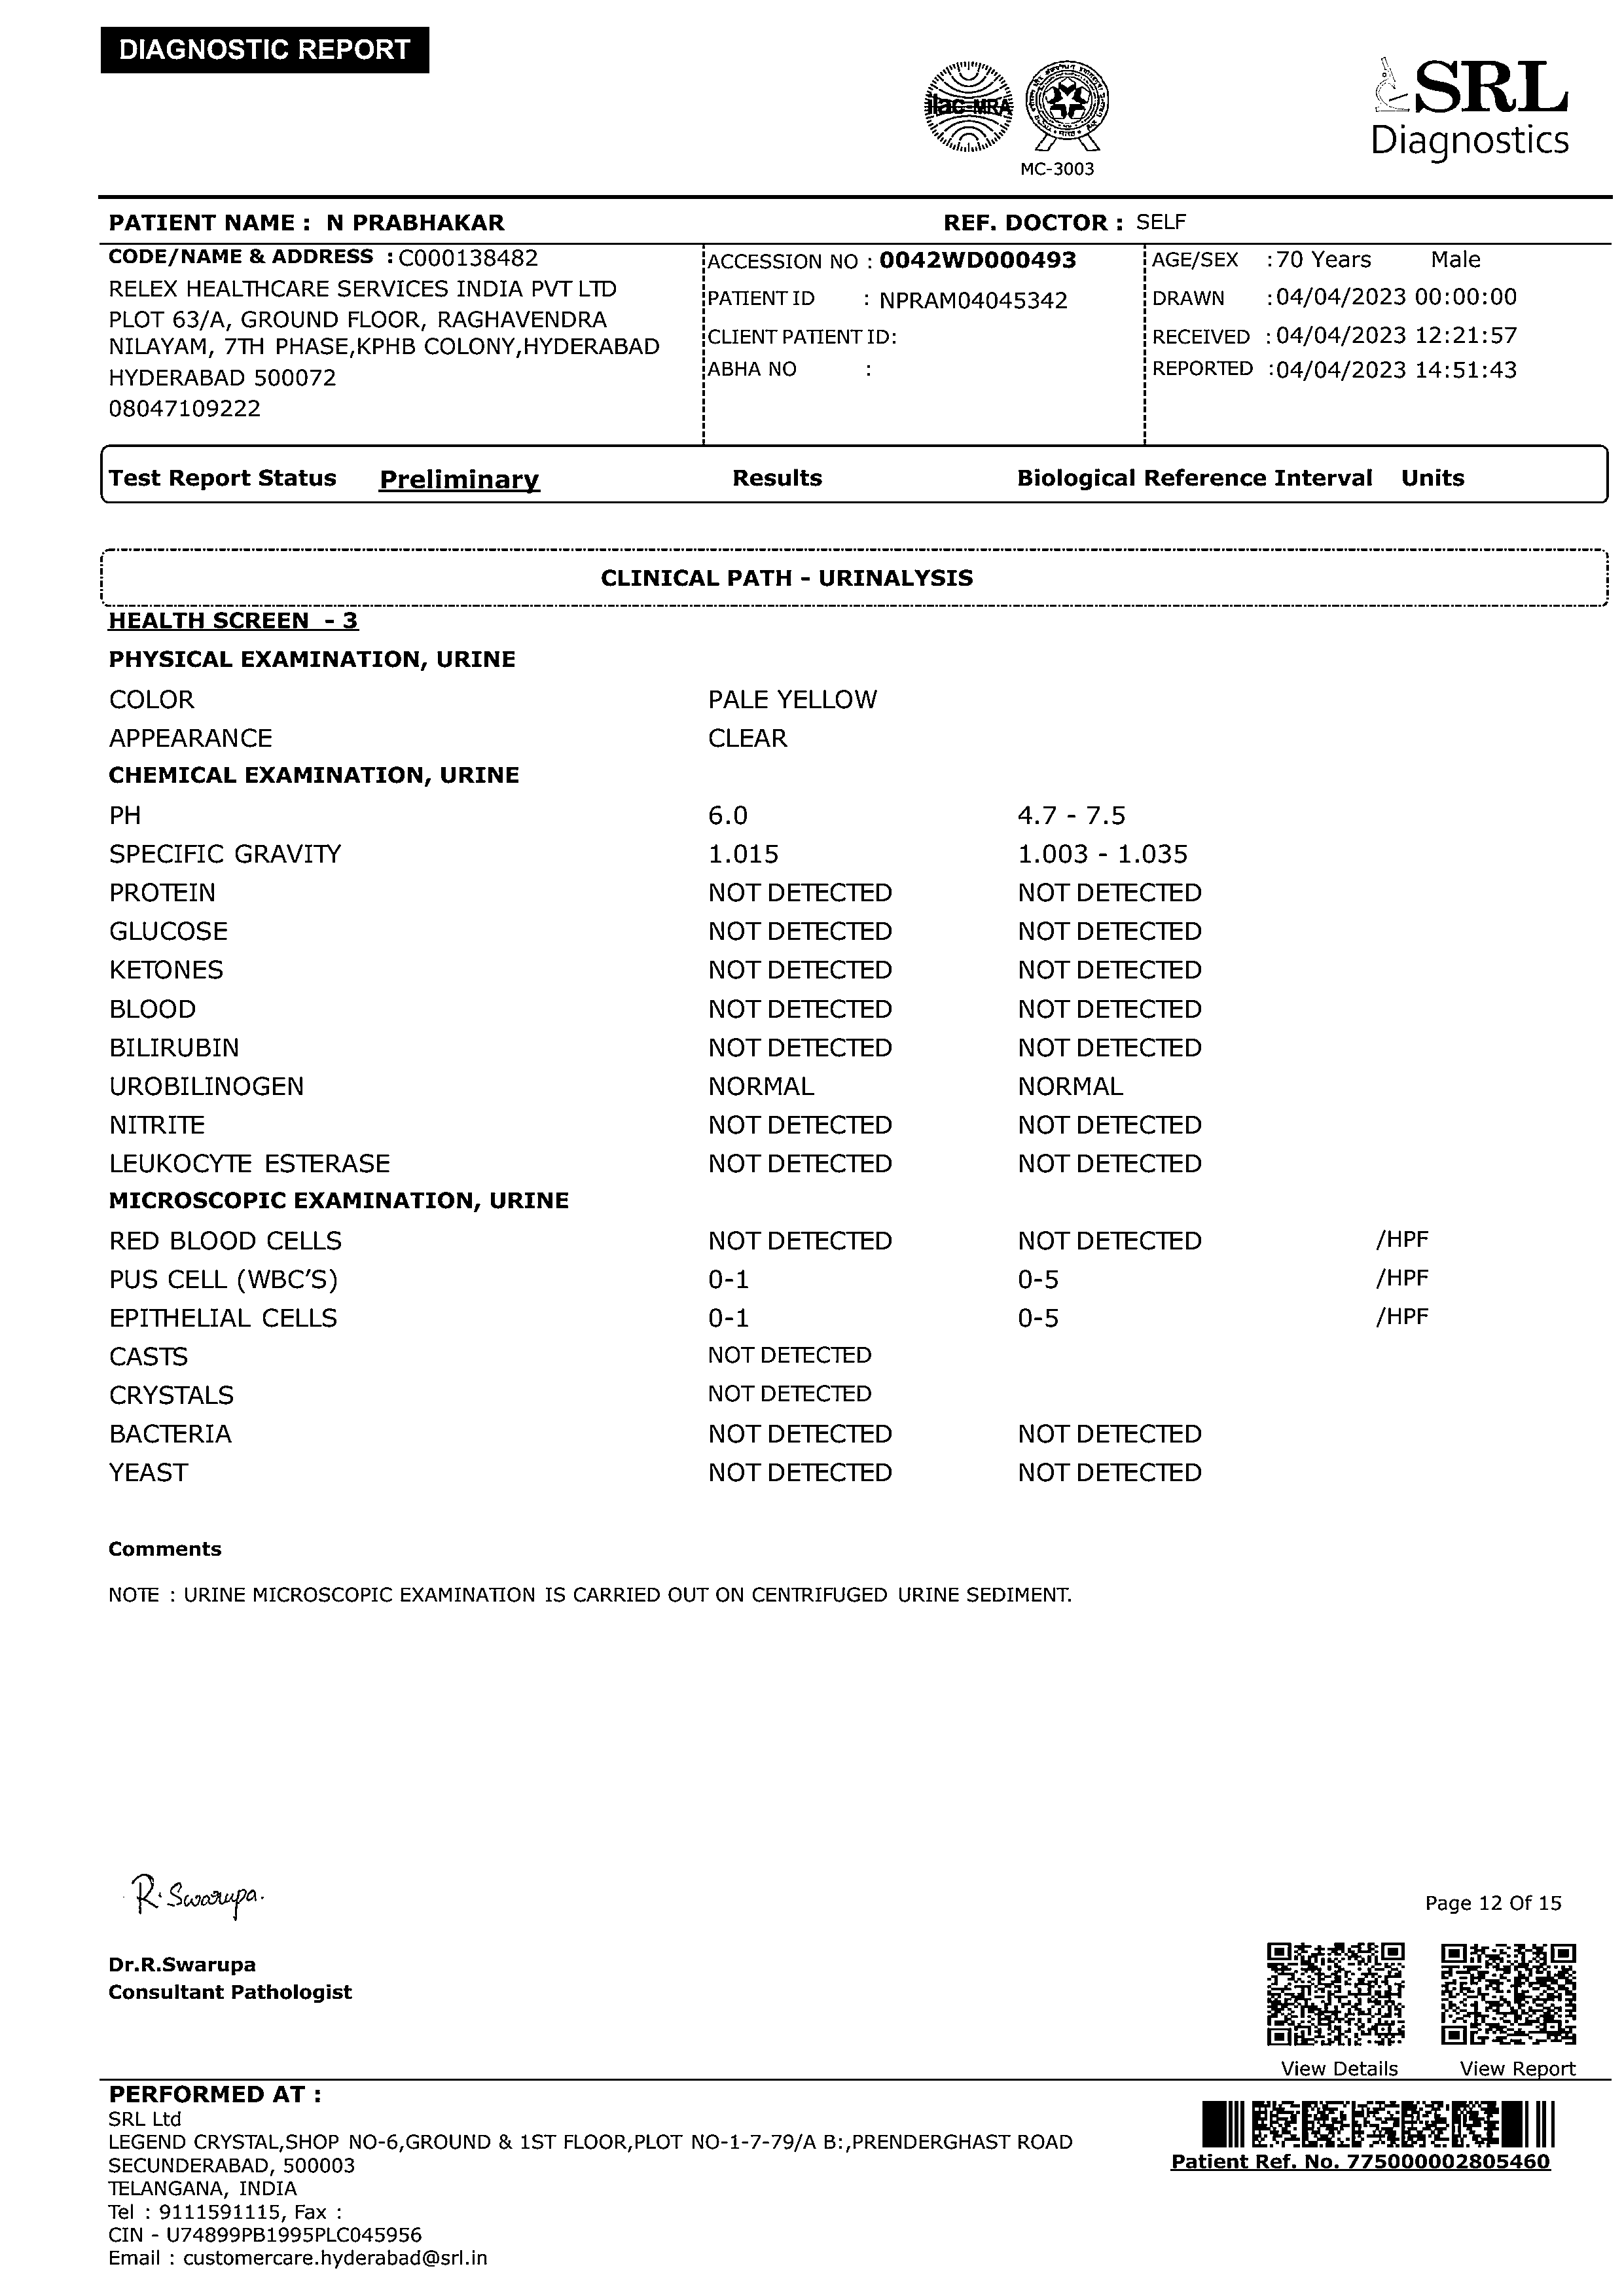 DIAGNOSTIC REPORT
ilac-MRA
MC-3003
SRL
Diagnostics
PATIENT NAME : N PRABHAKAR REF. DOCTOR : SELF
CODE/NAME & ADDRESS : C000138482 ACCESSION NO : 0042WD000493 AGE/SEX : 70 Years Male
RELEX HEALTHCARE SERVICES INDIA PVT LTD PATIENT ID : NPRAM04045342 DRAWN : 04/04/2023 00:00:00
PLOT 63/A, GROUND FLOOR, RAGHAVENDRA
NILAYAM, 7TH PHASE,KPHB COLONY,HYDERABAD CLIENT PATIENT ID: RECEIVED : 04/04/2023 12:21:57
HYDERABAD 500072 ABHA NO : REPORTED : 04/04/2023 14:51:43
08047109222
Test Report Status Preliminary Results Biological Reference Interval Units
CLINICAL PATH - URINALYSIS
HEALTH SCREEN - 3
PHYSICAL EXAMINATION, URINE
COLOR PALE YELLOW
APPEARANCE CLEAR
CHEMICAL EXAMINATION, URINE
PH 6.0 4.7 - 7.5
SPECIFIC GRAVITY 1.015 1.003 - 1.035
PROTEIN NOT DETECTED NOT DETECTED
GLUCOSE NOT DETECTED NOT DETECTED
KETONES NOT DETECTED NOT DETECTED
BLOOD NOT DETECTED NOT DETECTED
BILIRUBIN NOT DETECTED NOT DETECTED
UROBILINOGEN NORMAL NORMAL
NITRITE NOT DETECTED NOT DETECTED
LEUKOCYTE ESTERASE NOT DETECTED NOT DETECTED
MICROSCOPIC EXAMINATION, URINE
RED BLOOD CELLS NOT DETECTED NOT DETECTED /HPF
PUS CELL (WBC'S) 0-1 0-5 /HPF
EPITHELIAL CELLS 0-1 0-5 /HPF
CASTS NOT DETECTED
CRYSTALS NOT DETECTED
BACTERIA NOT DETECTED NOT DETECTED
YEAST NOT DETECTED NOT DETECTED
Comments
NOTE : URINE MICROSCOPIC EXAMINATION IS CARRIED OUT ON CENTRIFUGED URINE SEDIMENT.
R. Swarupa.
Page 12 Of 15
Dr.R.Swarupa
Consultant Pathologist
View Details View Report
PERFORMED AT :
SRL Ltd
LEGEND CRYSTAL,SHOP NO-6,GROUND & 1ST FLOOR,PLOT NO-1-7-79/A B:,PRENDERGHAST ROAD
SECUNDERABAD, 500003
TELANGANA, INDIA
Tel : 9111591115, Fax :
CIN - U74899PB1995PLC045956
Email : customercare.hyderabad@srl.in
Patient Ref. No. 775000002805460